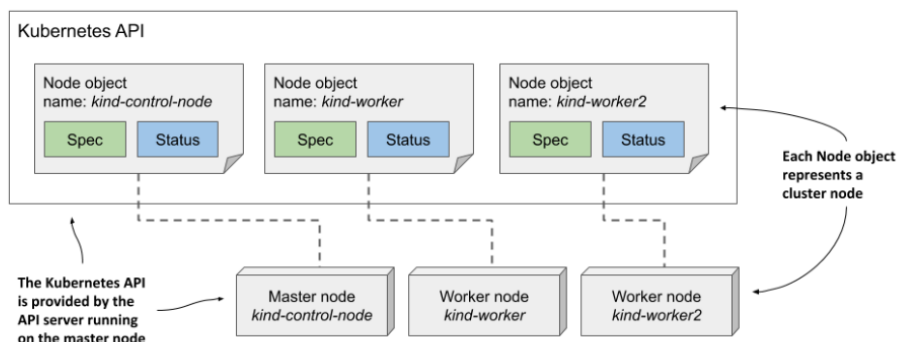 Kubernetes API
Node object
name: kind-control-node
Spec
Status
Node object
name: kind-worker
Spec
Status
Node object
name: kind-worker2
Spec
Status
Each Node object
represents a
cluster node
The Kubernetes API
is provided by the
API server running
on the master node
Master node
kind-control-node
Worker node
kind-worker
Worker node
kind-worker2